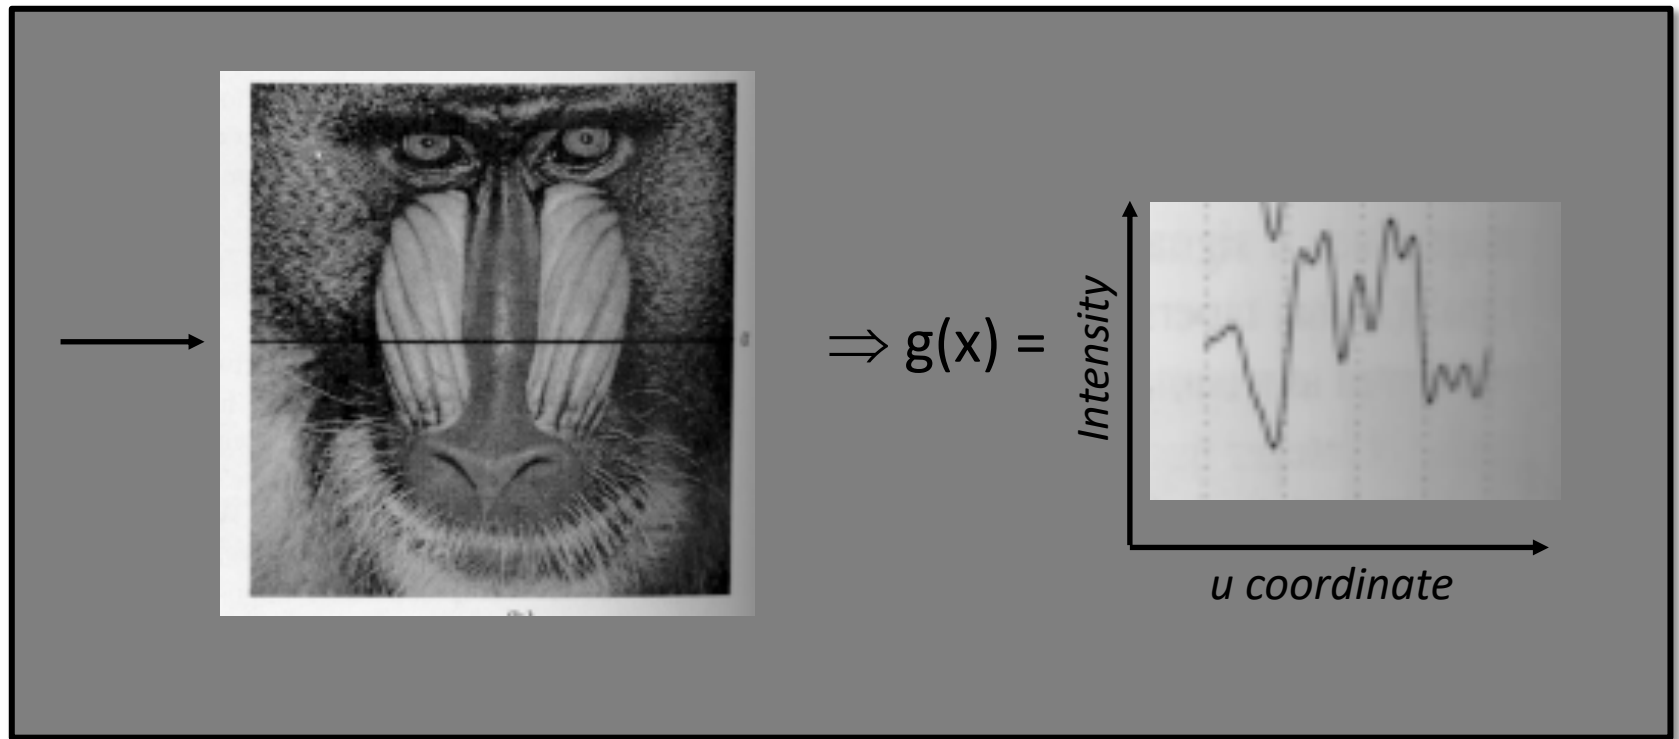 ⇒ g(x) =
Intensity
u coordinate